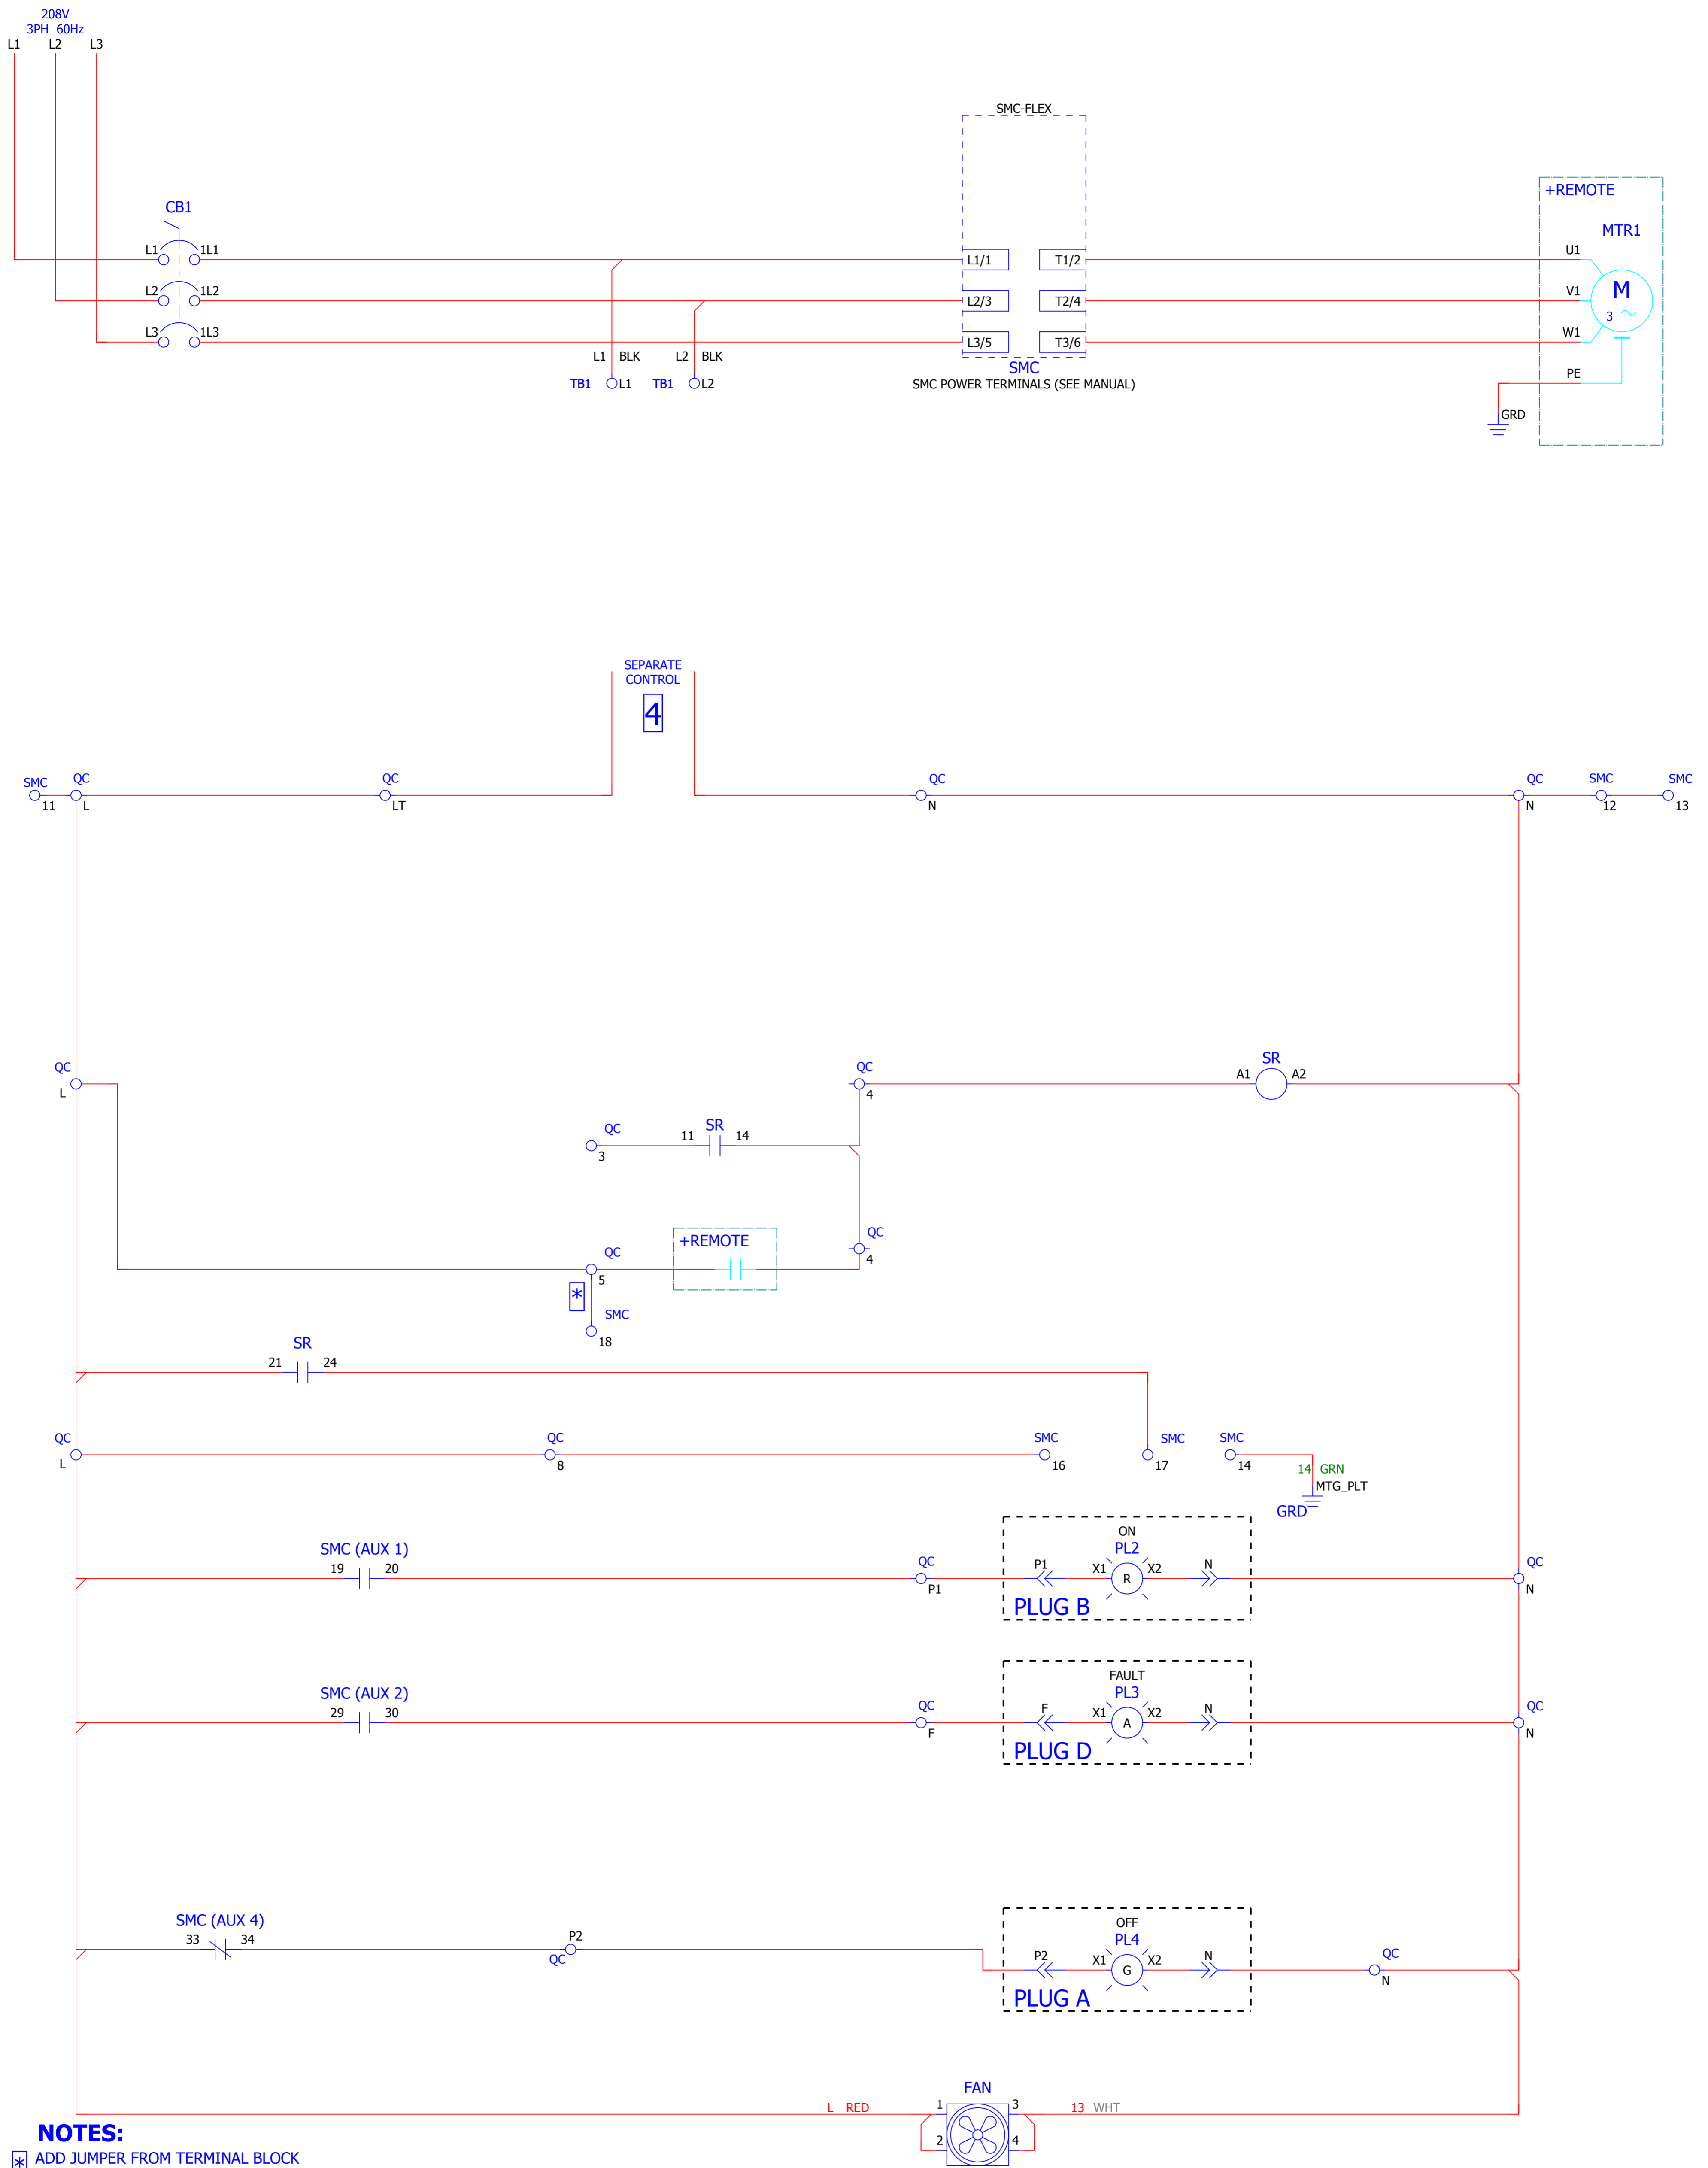 208V
3PH 60Hz
L1 L2 L3
SMC-FLEX
+REMOTE
CB1
MTR1
L1 1L1
L1/1 T1/2
U1
L2 1L2
L2/3 T2/4
V1
M
3
L3 1L3
L3/5 T3/6
W1
L1 BLK L2 BLK
SMC
TB1 L1 TB1 L2
SMC POWER TERMINALS (SEE MANUAL)
PE
GRD
SEPARATE
CONTROL
4
SMC QC QC QC QC SMC SMC
11 L LT N N 12 13
QC QC SR
A1 A2
L 4
QC SR
11 14
3
QC
+REMOTE
QC
4
5
*
SMC
18
SR
21 24
QC QC SMC SMC SMC
L 8 16 17 14
14 GRN
MTG_PLT
GRD
ON
SMC (AUX 1)
PL2
19 20 QC P1 X1 X2 N QC
R
P1 N
PLUG B
FAULT
SMC (AUX 2)
PL3
29 30 QC F X1 X2 N QC
A
F N
PLUG D
SMC (AUX 4)
OFF
33 34 P2
PL4
QC
P2 X1 X2 N QC
G
N
PLUG A
FAN
L RED 1 3 13 WHT
2 4
NOTES:
* ADD JUMPER FROM TERMINAL BLOCK